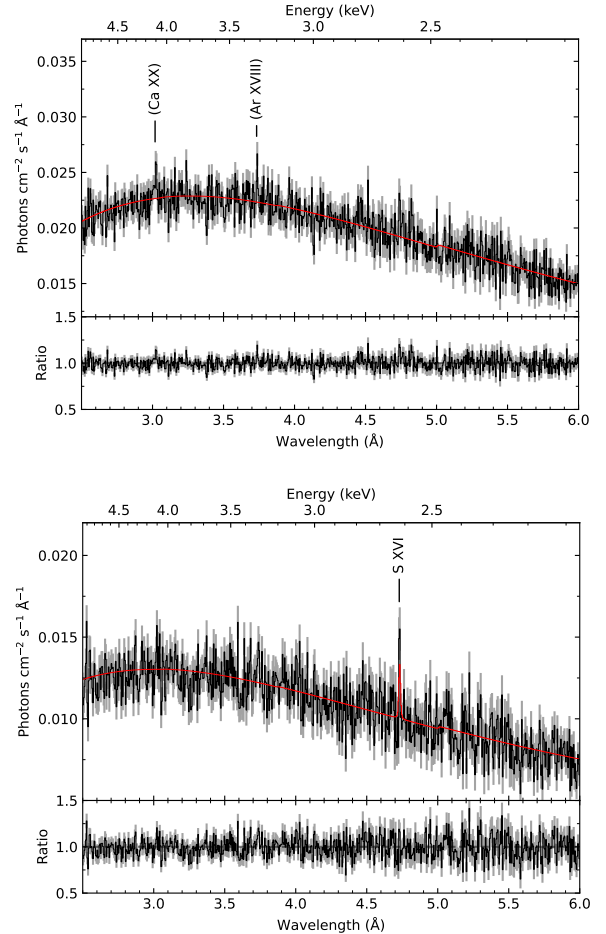 Energy (keV)
4.5 4.0 3.5 3.0 2.5
(Ca XX)
(Ar XVIII)
Photons cm⁻² s⁻¹ Å⁻¹
0.035
0.030
0.025
0.020
0.015
Ratio
1.5
1.0
0.5
3.0 3.5 4.0 4.5 5.0 5.5 6.0
Wavelength (Å)
Energy (keV)
4.5 4.0 3.5 3.0 2.5
S XVI
Photons cm⁻² s⁻¹ Å⁻¹
0.020
0.015
0.010
Ratio
1.5
1.0
0.5
3.0 3.5 4.0 4.5 5.0 5.5 6.0
Wavelength (Å)